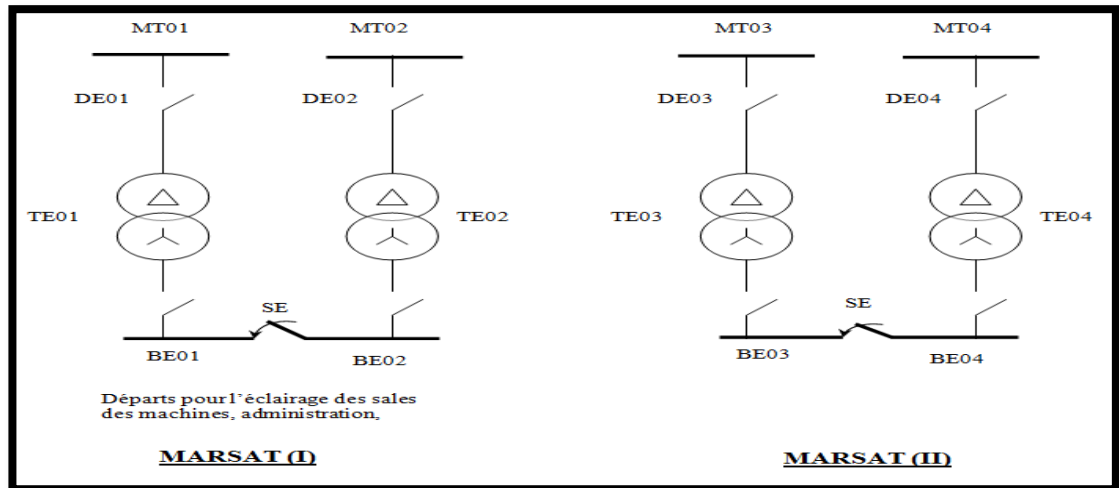 MT01 MT02 MT03 MT04
DE01 DE02 DE03 DE04
TE01 TE02 TE03 TE04
SE SE
BE01 BE02 BE03 BE04
Départs pour l'éclairage des sales
des machines, administration,
MARSAT (I) MARSAT (II)